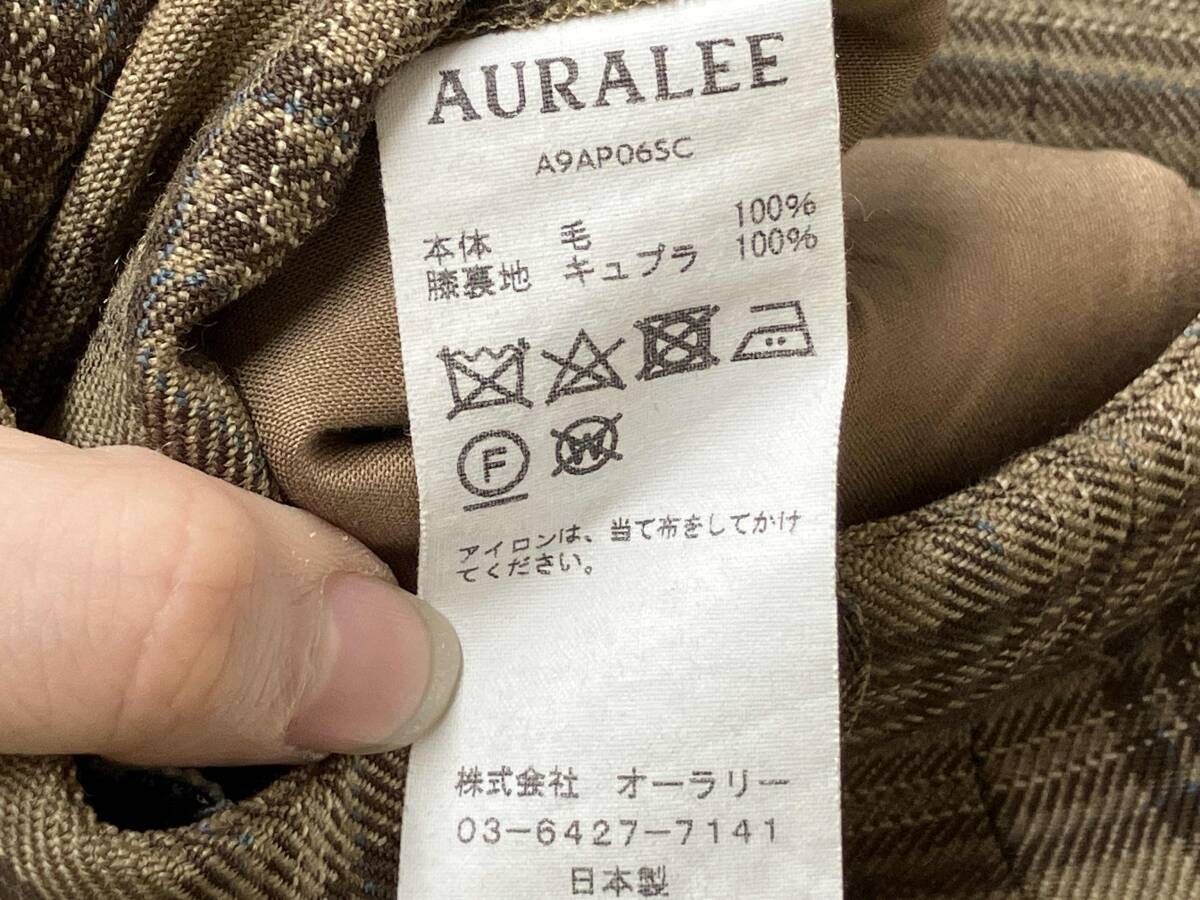 AURALEE
A9AP06SC
本体 毛 100%
膝裏地 キュプラ 100%
F
W
アイロンは、当て布をしてかけ
てください。
株式会社 オーラリー
03-6427-7141
日本製